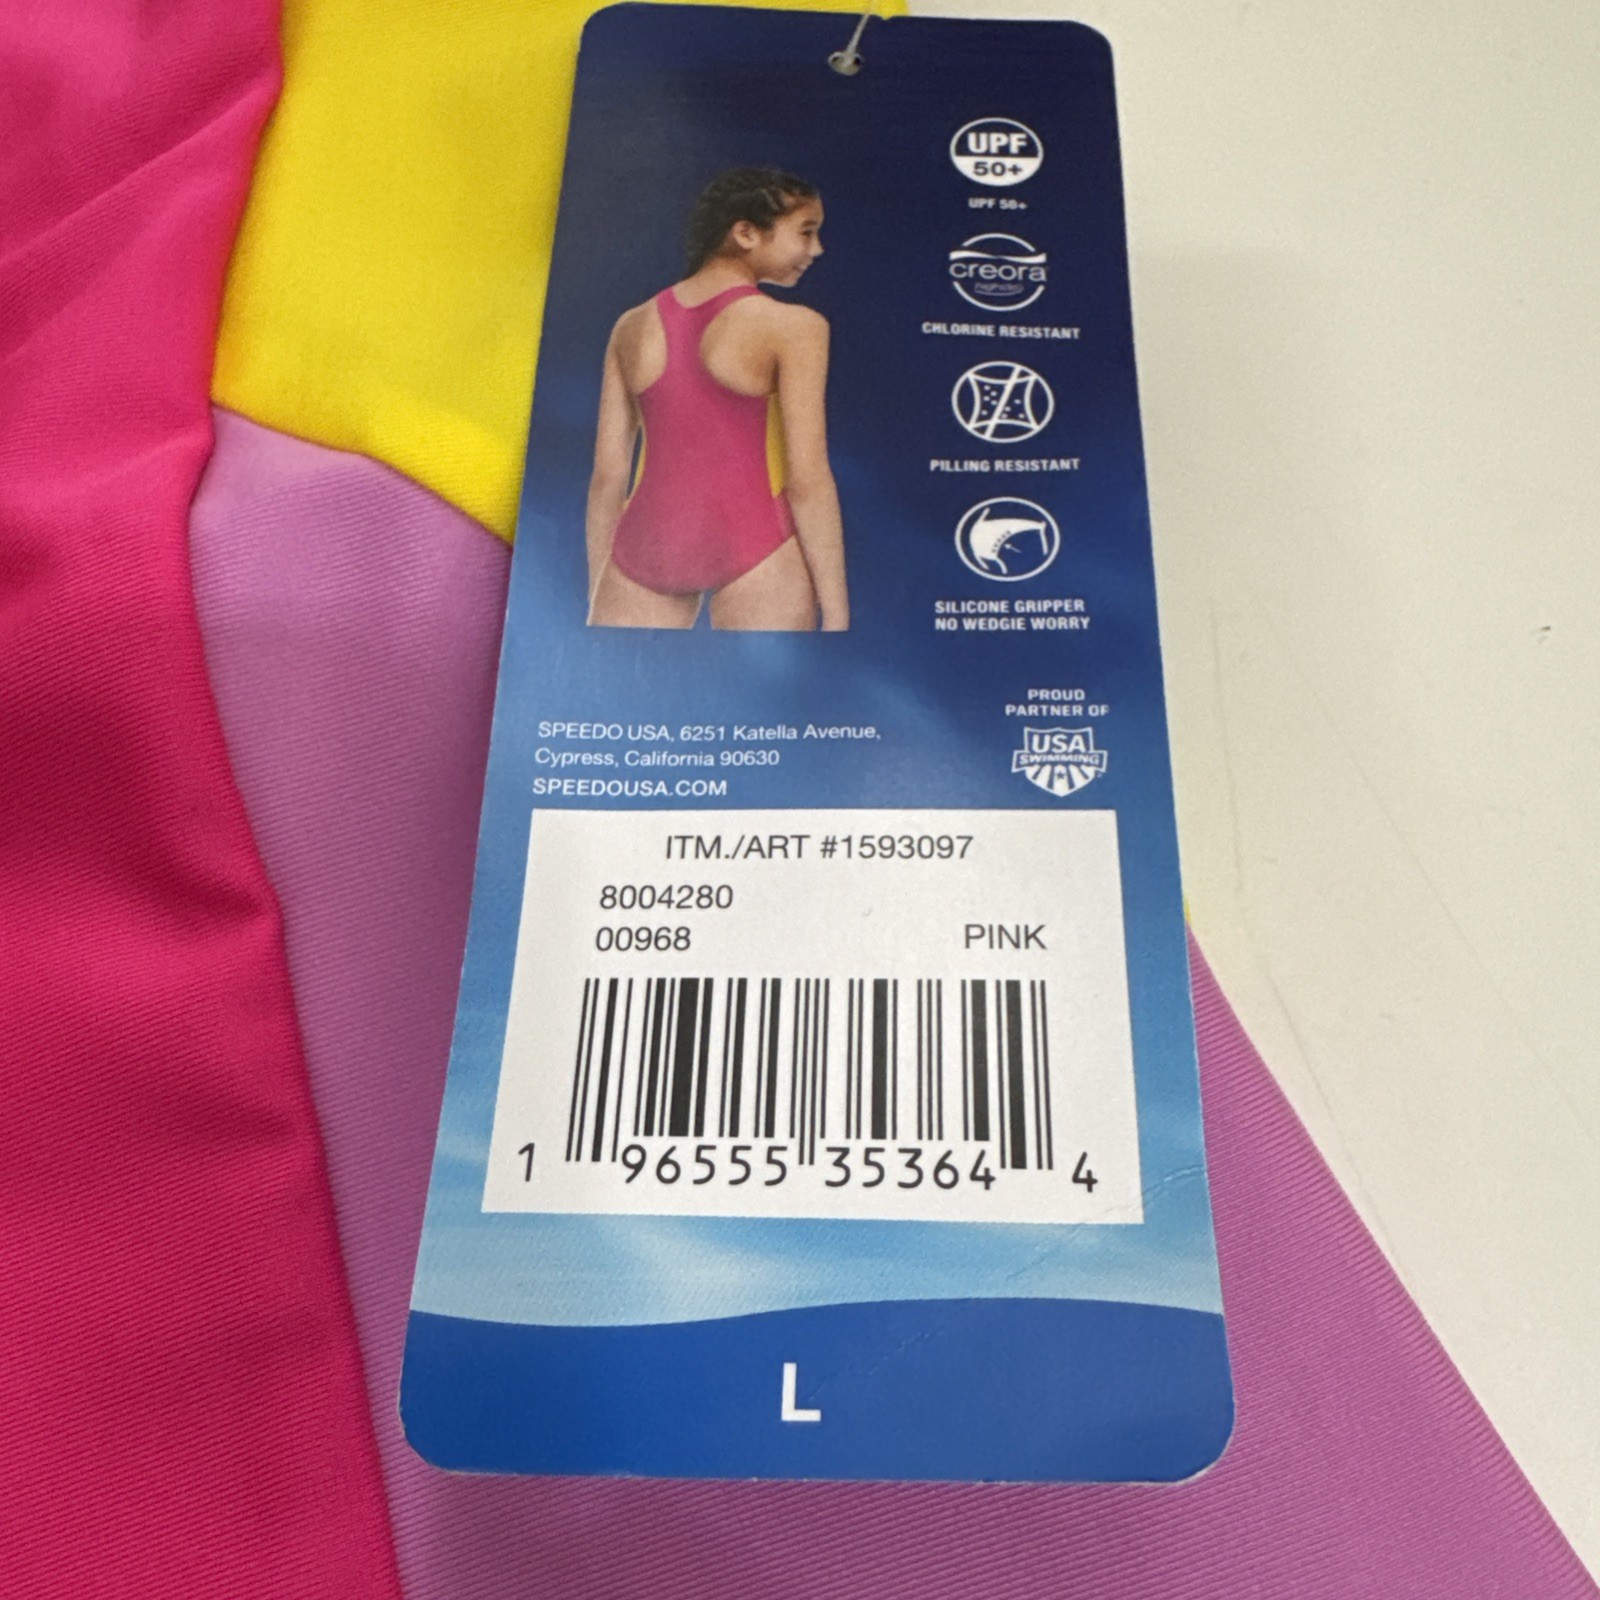 UPF
50+
UPF 50+
creora
CHLORINE RESISTANT
PILLING RESISTANT
SILICONE GRIPPER
NO WEDGIE WORRY
PROUD
PARTNER OF
USA
SWIMMING
SPEEDO USA, 6251 Katella Avenue,
Cypress, California 90630
SPEEDOUSA.COM
ITM./ART #1593097
8004280
00968 PINK
1 96555 35364 4
L